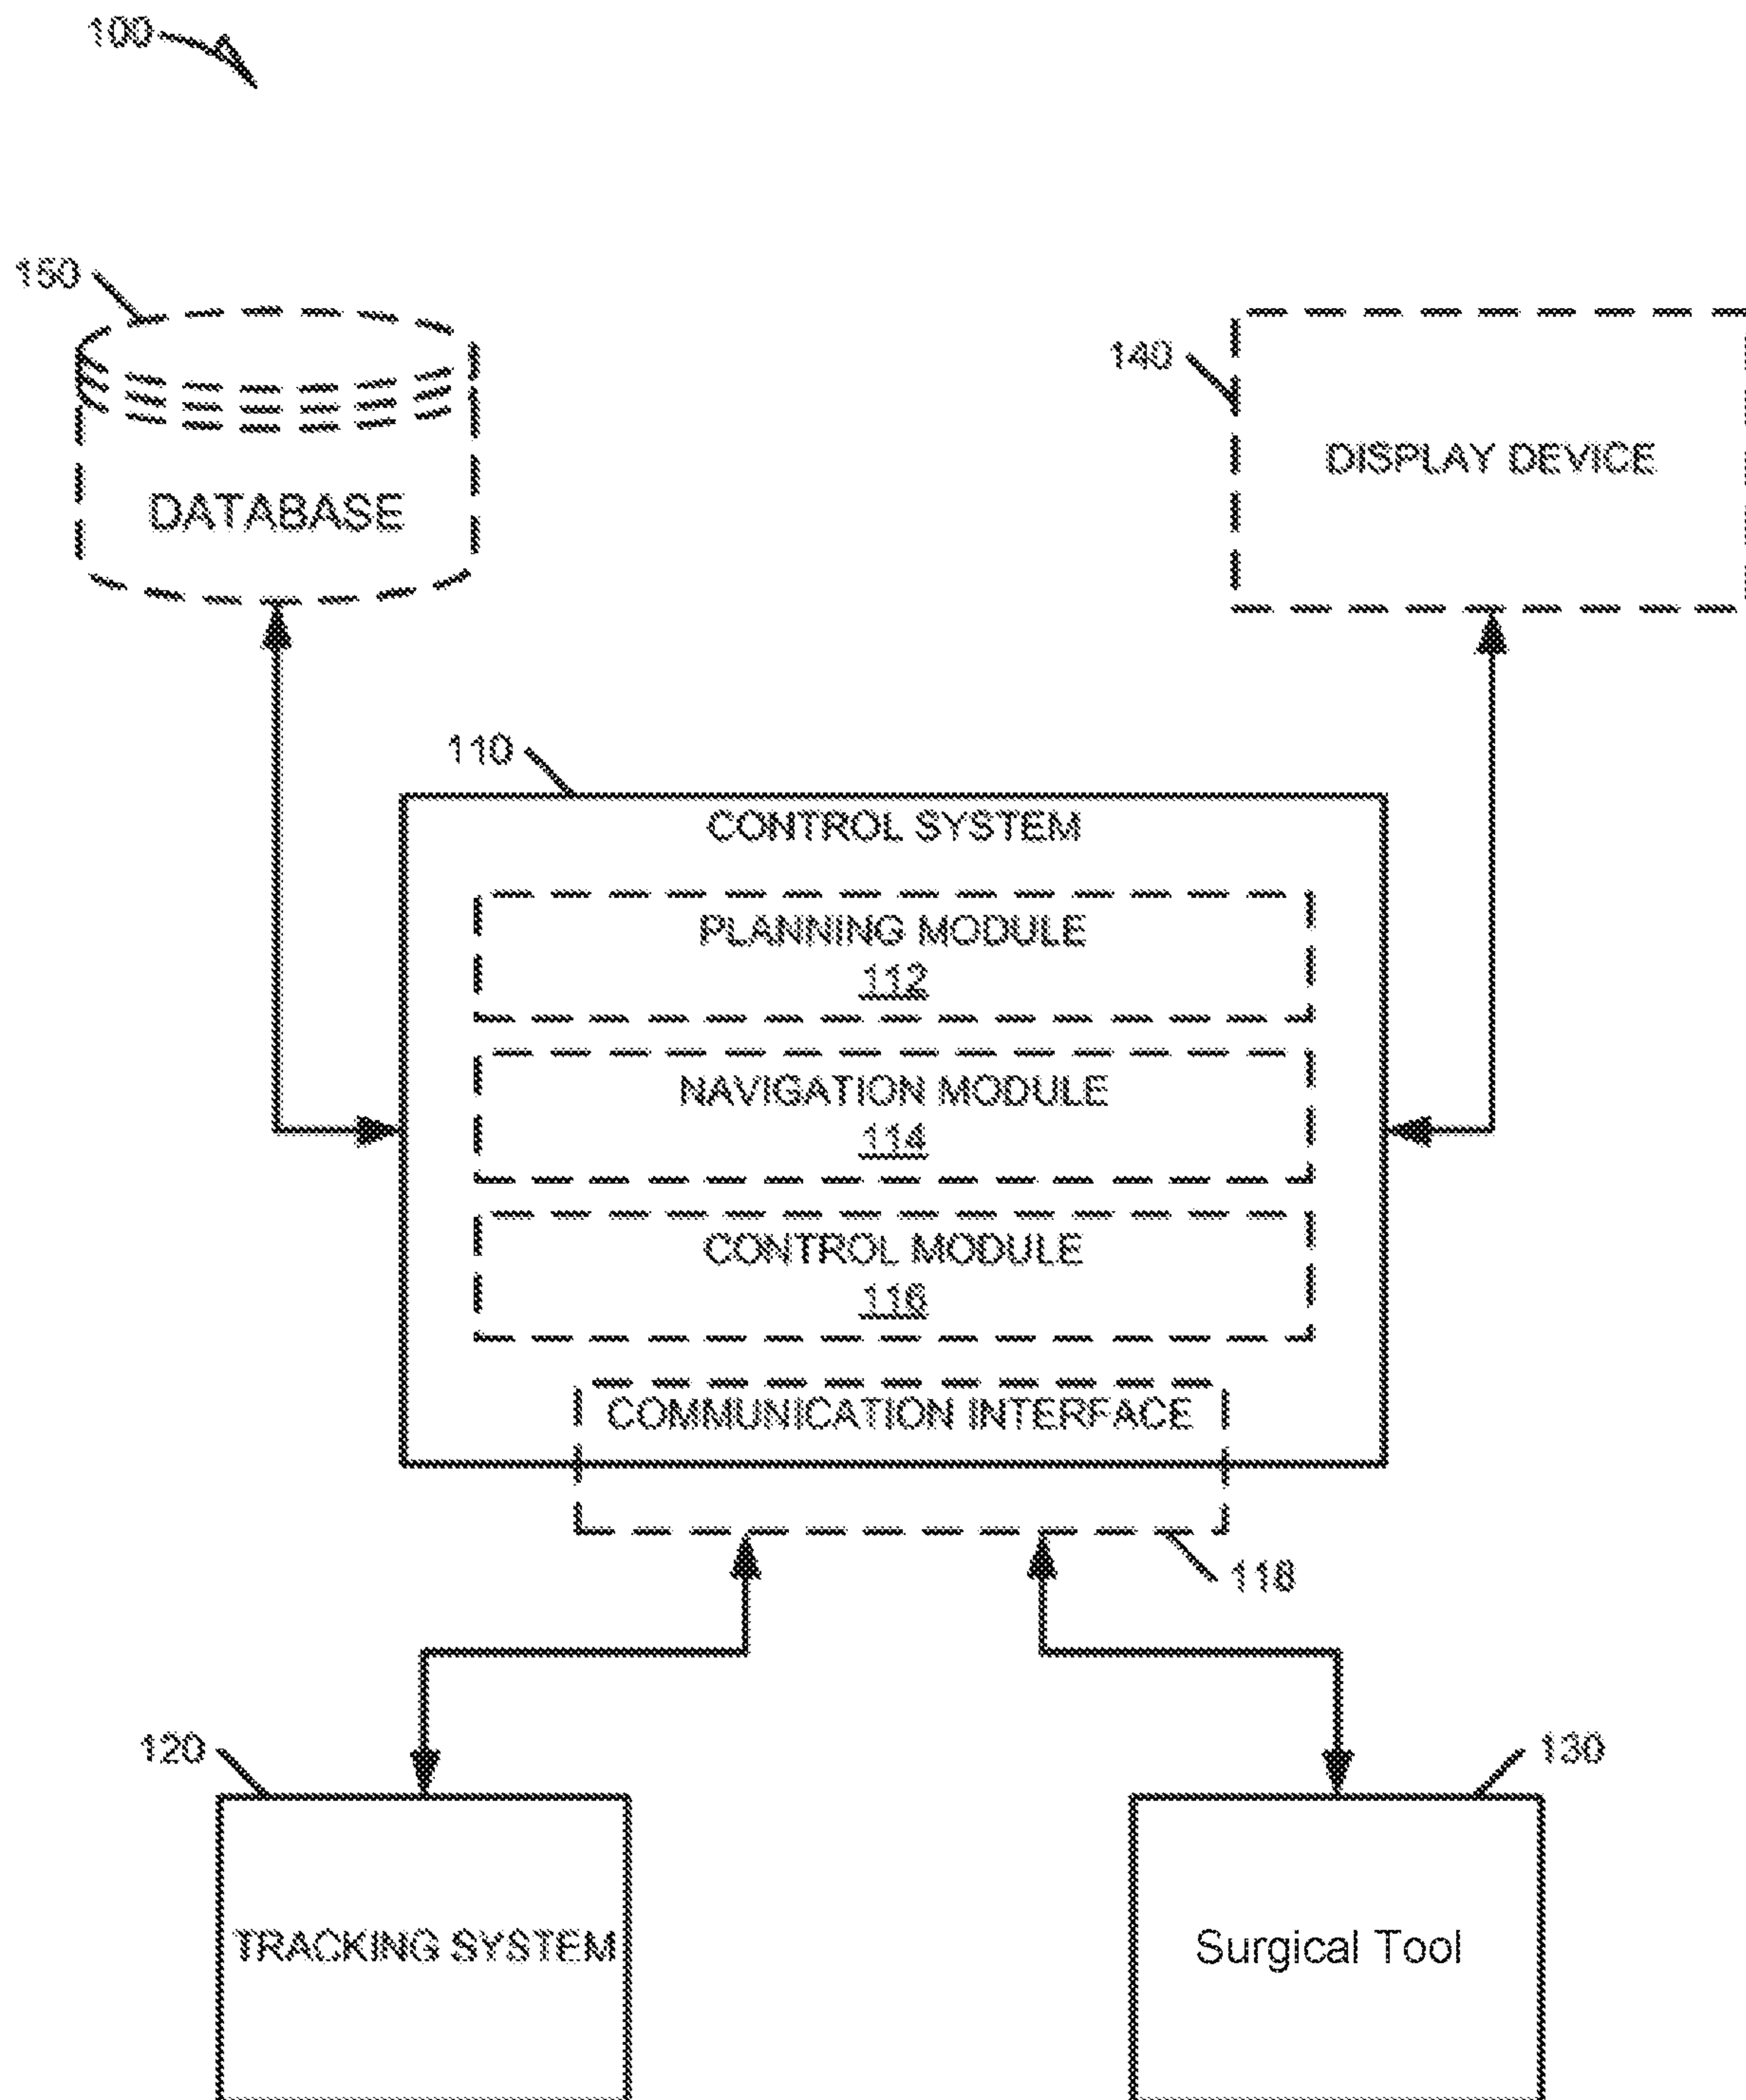 100
150
DATABASE
140
DISPLAY DEVICE
110
CONTROL SYSTEM
PLANNING MODULE
112
NAVIGATION MODULE
114
CONTROL MODULE
116
COMMUNICATION INTERFACE
118
120
TRACKING SYSTEM
130
Surgical Tool